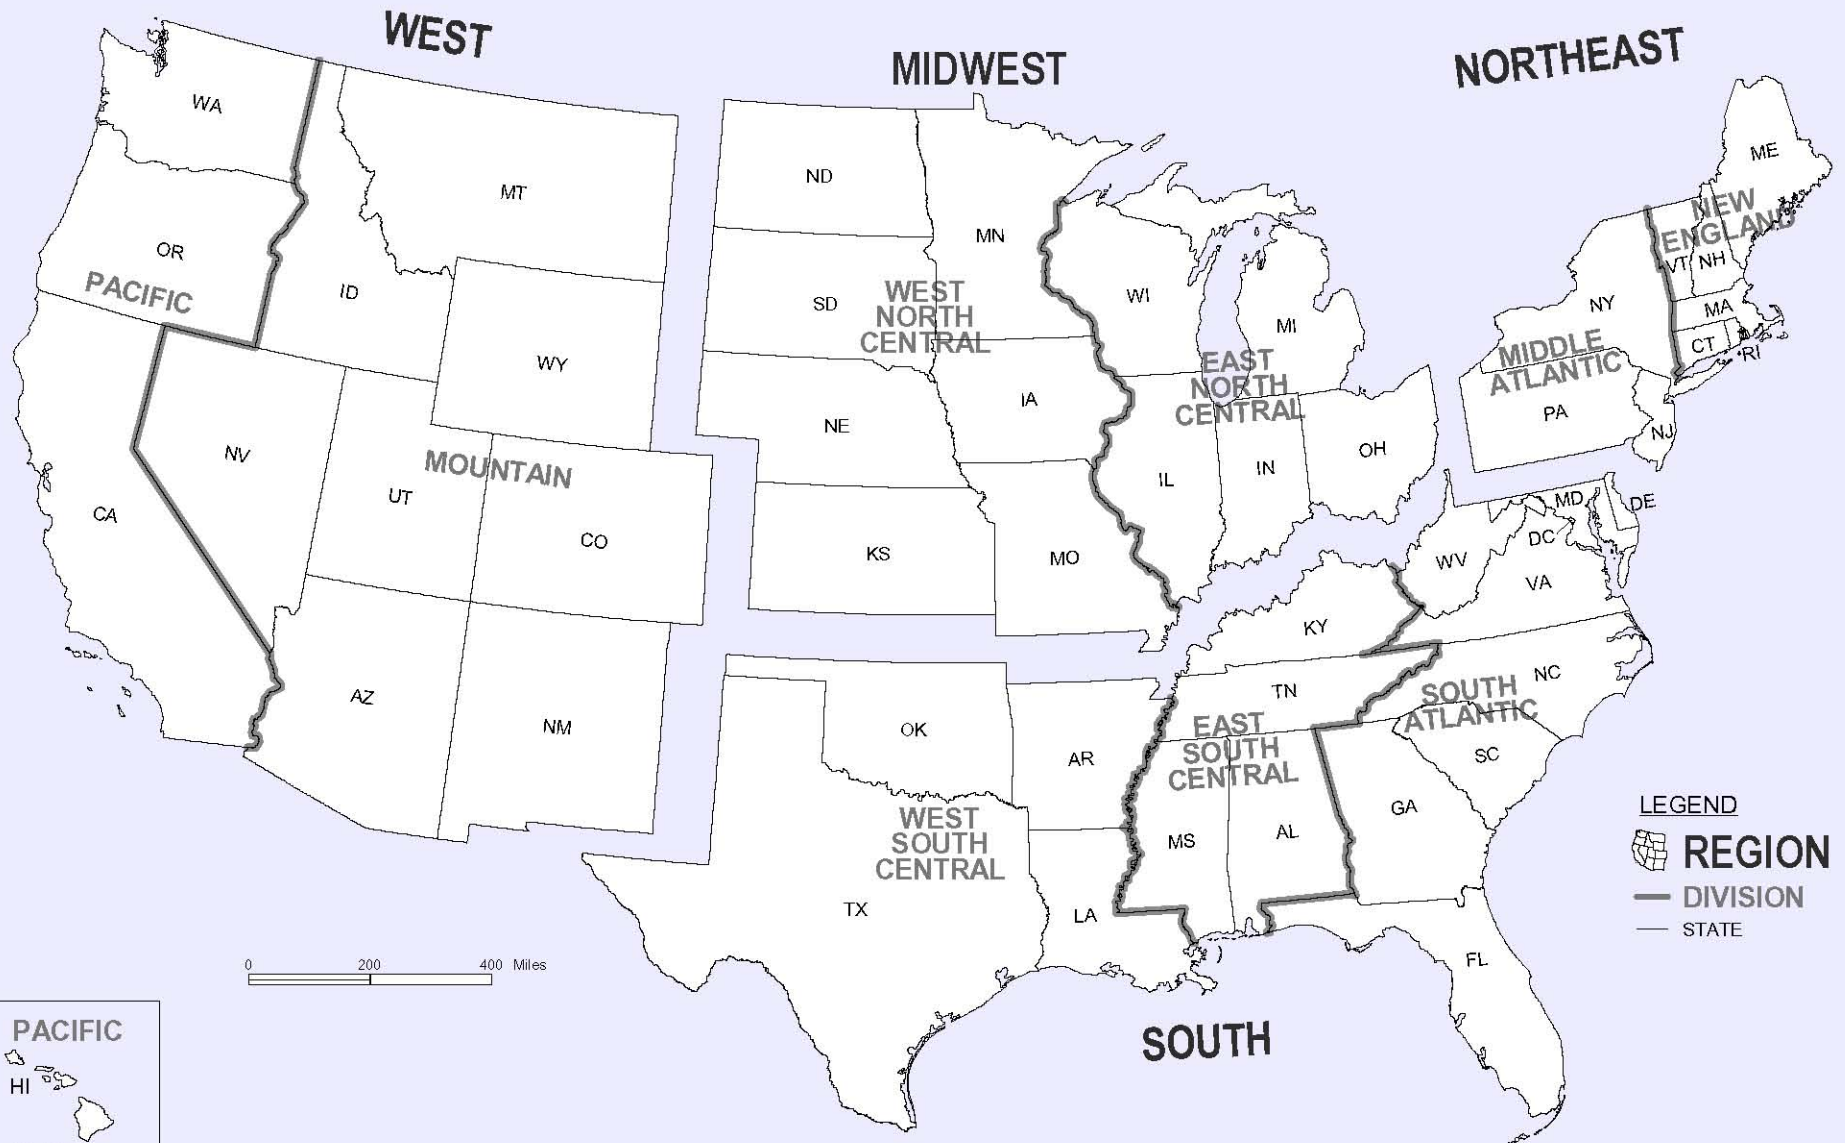 WEST
MIDWEST
NORTHEAST
WA
MT
ND
ME
OR
ID
MN
NEW
ENGLAND
PACIFIC
SD
WEST
NORTH
CENTRAL
WI
MI
NY
VT
NH
MA
CT
RI
WY
EAST
NORTH
CENTRAL
MIDDLE
ATLANTIC
IA
NE
PA
NJ
NV
MOUNTAIN
UT
IL
IN
OH
CA
CO
KS
MO
MD
DE
DC
WV
VA
KY
AZ
NM
OK
AR
TN
NC
SOUTH
ATLANTIC
EAST
SOUTH
CENTRAL
SC
GA
WEST
SOUTH
CENTRAL
MS
AL
TX
LA
FL
LEGEND
REGION
DIVISION
STATE
0 200 400 Miles
SOUTH
PACIFIC
HI